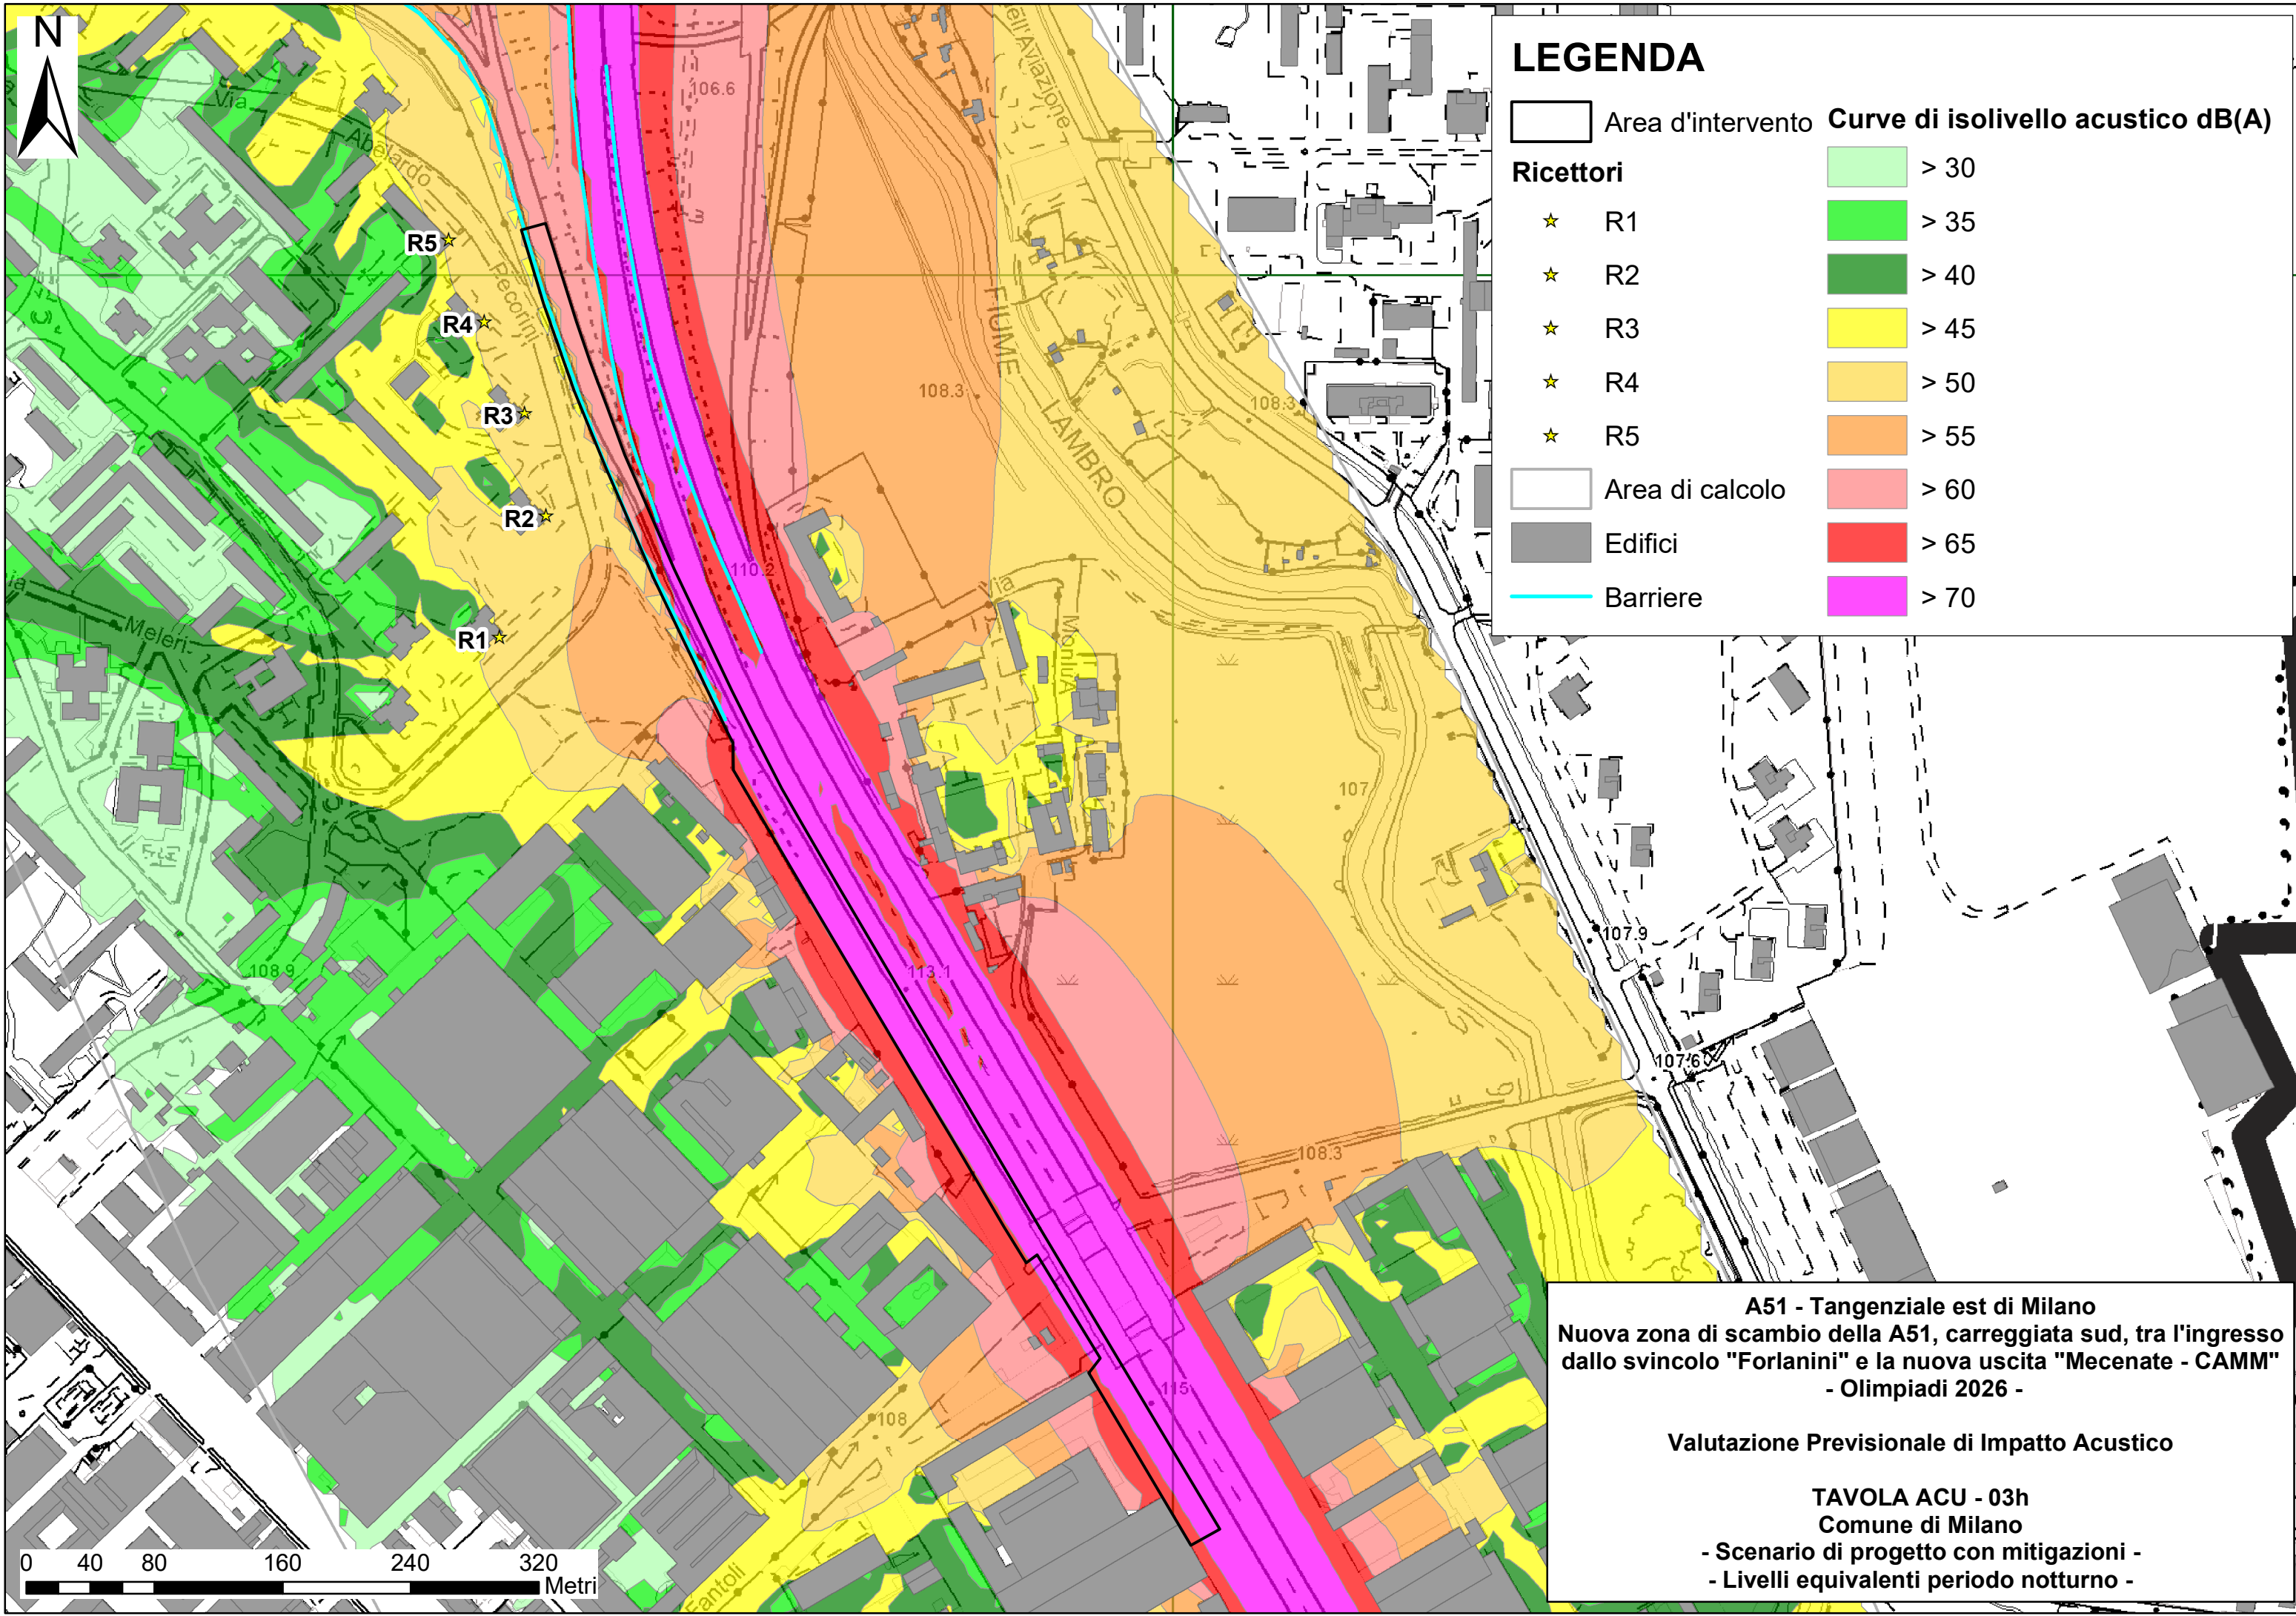 N
LEGENDA
Area d'intervento
Ricettori
R1
R2
R3
R4
R5
Area di calcolo
Edifici
Barriere
Curve di isolivello acustico dB(A)
> 30
> 35
> 40
> 45
> 50
> 55
> 60
> 65
> 70
Via
Abelardo
Pecorini
R5
R4
R3
R2
R1
Meleri
106.6
dell'Aviazione
FIUME
LAMBRO
108.3
108.3
110.2
Via
Monluè
107
107.9
107.6
108.9
113.1
108.3
115
108
Fantoli
0 40 80 160 240 320
Metri
A51 - Tangenziale est di Milano
Nuova zona di scambio della A51, carreggiata sud, tra l'ingresso
dallo svincolo "Forlanini" e la nuova uscita "Mecenate - CAMM"
- Olimpiadi 2026 -
Valutazione Previsionale di Impatto Acustico
TAVOLA ACU - 03h
Comune di Milano
- Scenario di progetto con mitigazioni -
- Livelli equivalenti periodo notturno -